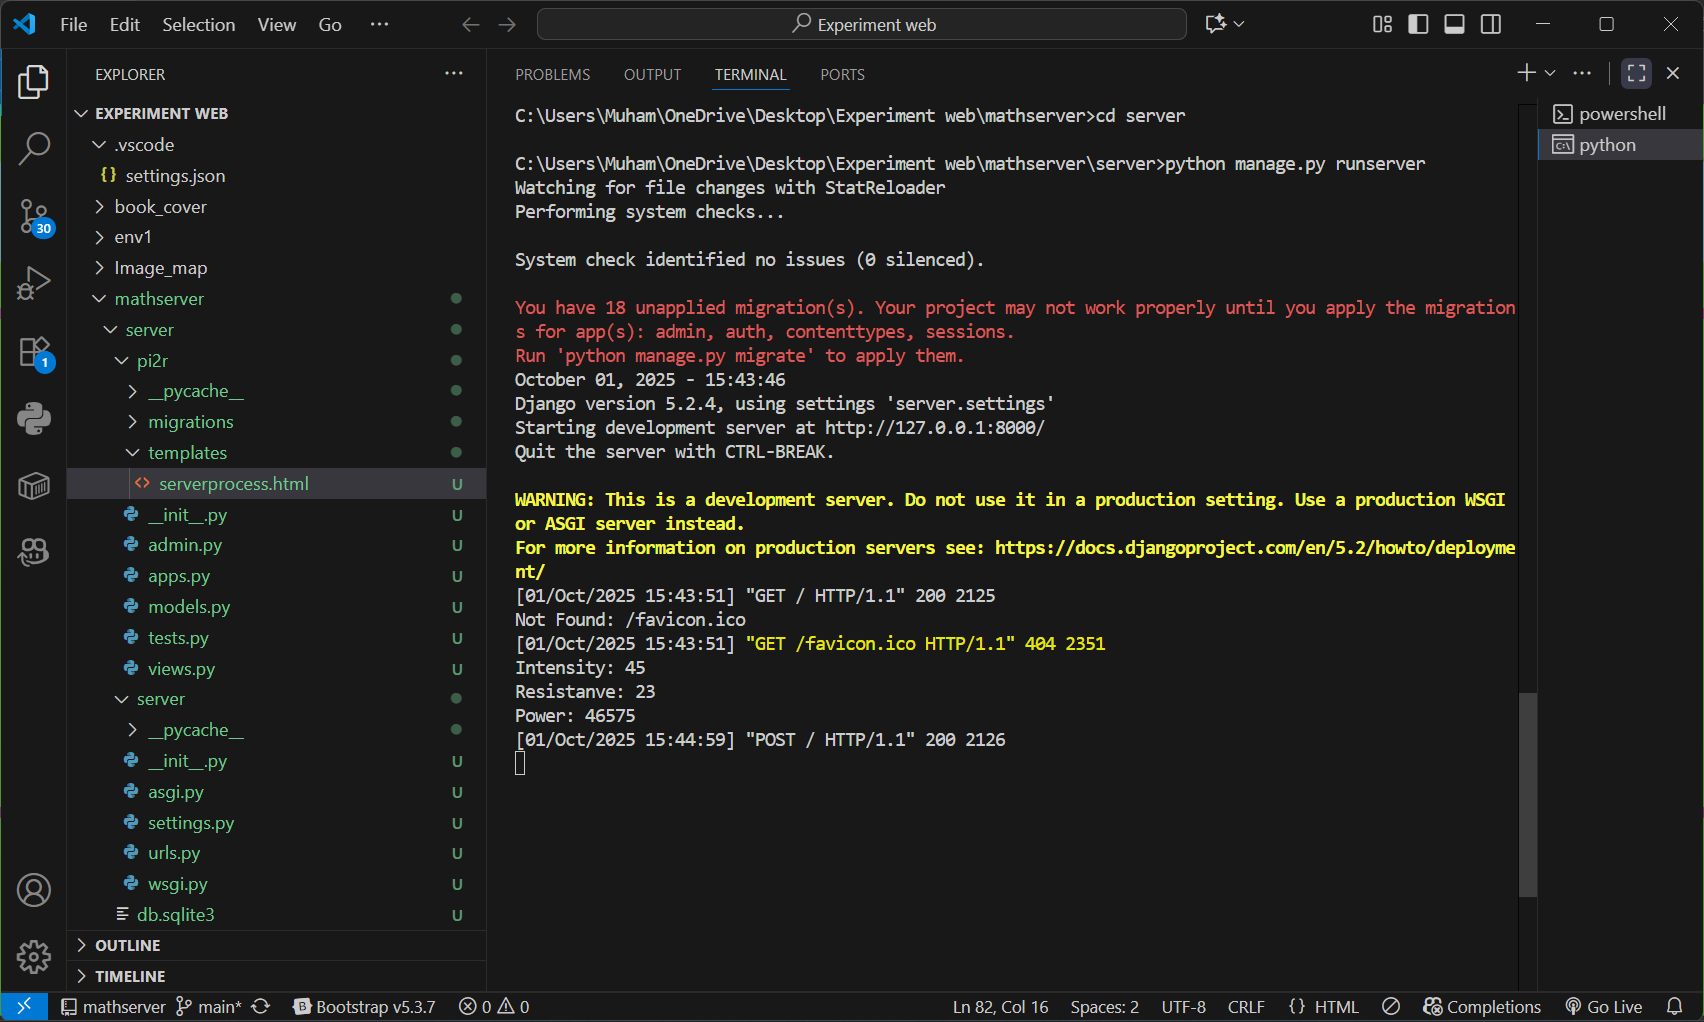 File Edit Selection View Go ··· Experiment web
EXPLORER ···
EXPERIMENT WEB
.vscode
{} settings.json
book_cover
env1
Image_map
mathserver
server
pi2r
__pycache__
migrations
templates
<> serverprocess.html U
__init__.py U
admin.py U
apps.py U
models.py U
tests.py U
views.py U
server
__pycache__
__init__.py U
asgi.py U
settings.py U
urls.py U
wsgi.py U
db.sqlite3 U
OUTLINE
TIMELINE
30
1
PROBLEMS OUTPUT TERMINAL PORTS
C:\Users\Muham\OneDrive\Desktop\Experiment web\mathserver>cd server
C:\Users\Muham\OneDrive\Desktop\Experiment web\mathserver\server>python manage.py runserver
Watching for file changes with StatReloader
Performing system checks...
System check identified no issues (0 silenced).
You have 18 unapplied migration(s). Your project may not work properly until you apply the migration
s for app(s): admin, auth, contenttypes, sessions.
Run 'python manage.py migrate' to apply them.
October 01, 2025 - 15:43:46
Django version 5.2.4, using settings 'server.settings'
Starting development server at http://127.0.0.1:8000/
Quit the server with CTRL-BREAK.
WARNING: This is a development server. Do not use it in a production setting. Use a production WSGI
or ASGI server instead.
For more information on production servers see: https://docs.djangoproject.com/en/5.2/howto/deployme
nt/
[01/Oct/2025 15:43:51] "GET / HTTP/1.1" 200 2125
Not Found: /favicon.ico
[01/Oct/2025 15:43:51] "GET /favicon.ico HTTP/1.1" 404 2351
Intensity: 45
Resistanve: 23
Power: 46575
[01/Oct/2025 15:44:59] "POST / HTTP/1.1" 200 2126
powershell
python
mathserver main* Bootstrap v5.3.7 0 0 Ln 82, Col 16 Spaces: 2 UTF-8 CRLF {} HTML Completions Go Live